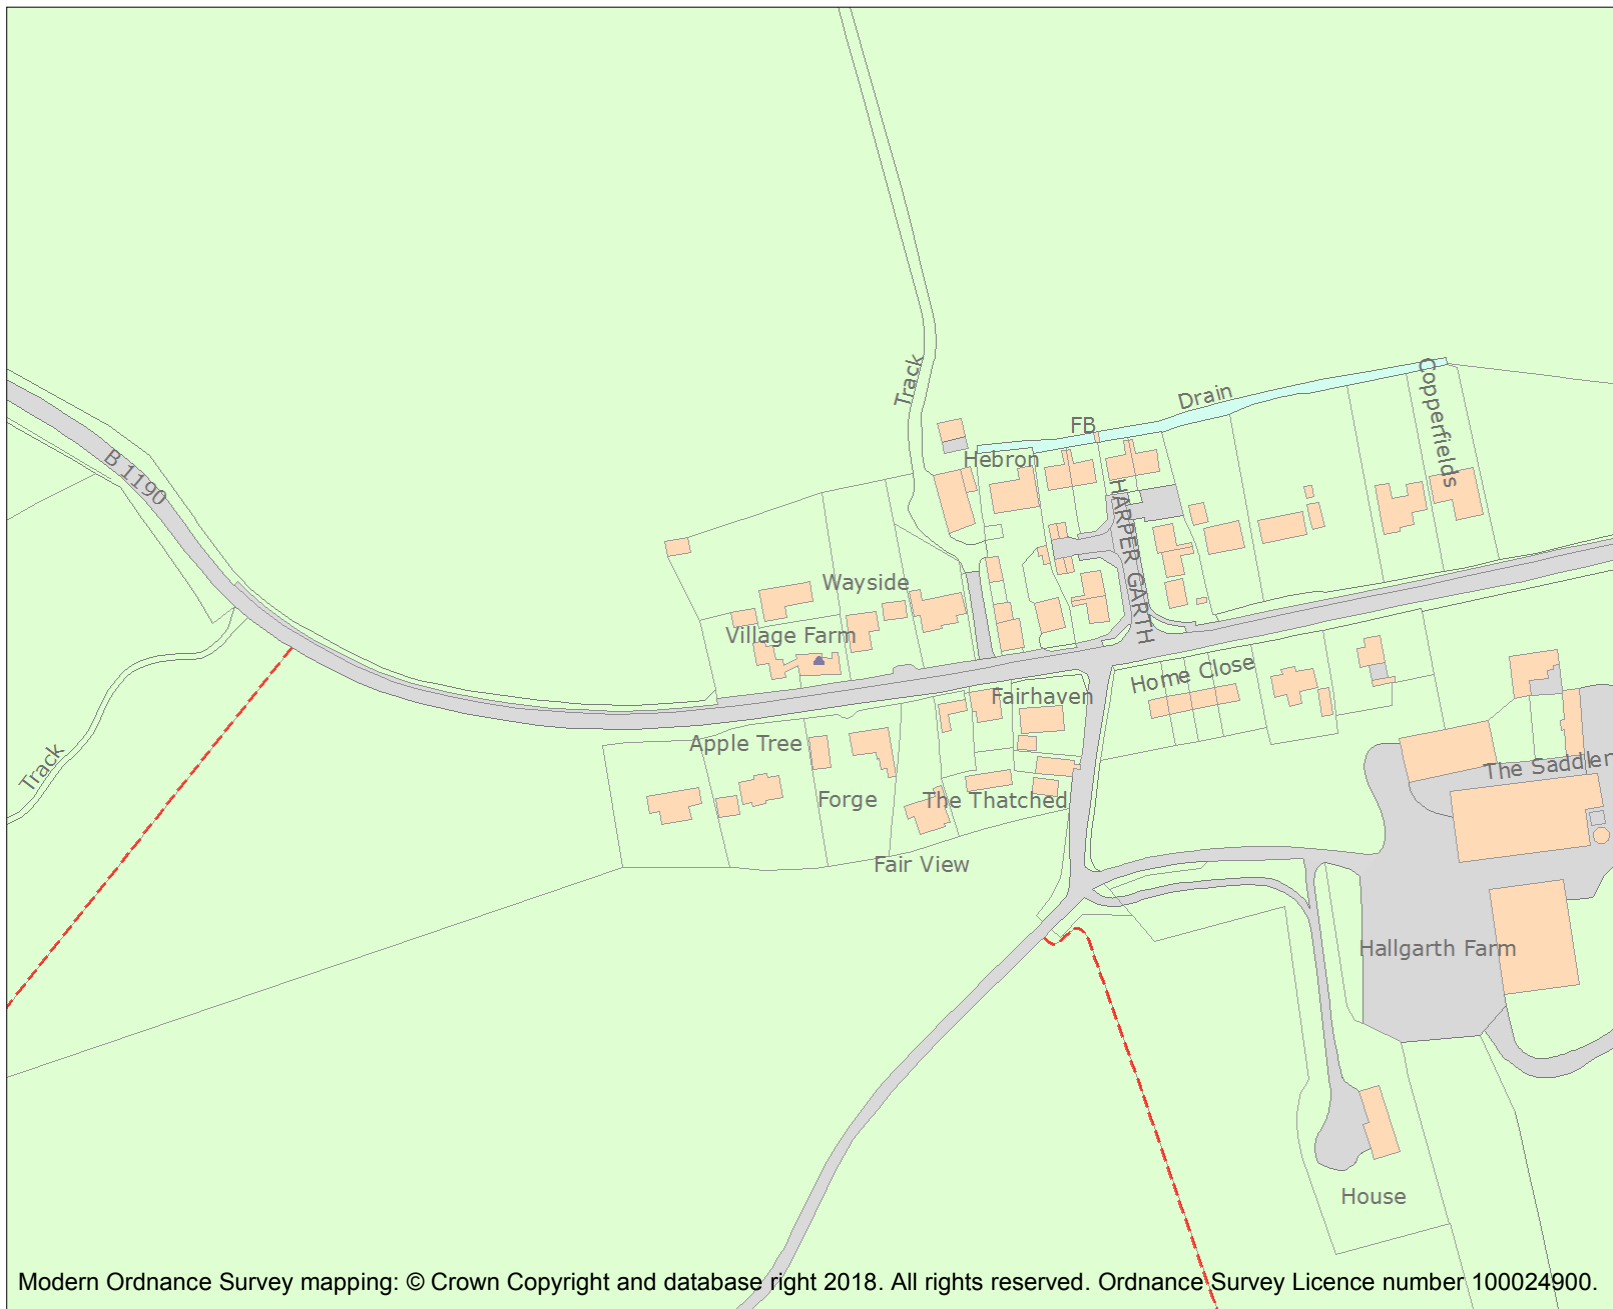 Track
Copperfields
Drain
FB
Hebron
B 1190
HARPER GARTH
Wayside
Village Farm
Home Close
Fairhaven
Apple Tree
Track
The Saddler
Forge
The Thatched
Fair View
Hallgarth Farm
House
Modern Ordnance Survey mapping: © Crown Copyright and database right 2018. All rights reserved. Ordnance Survey Licence number 100024900.